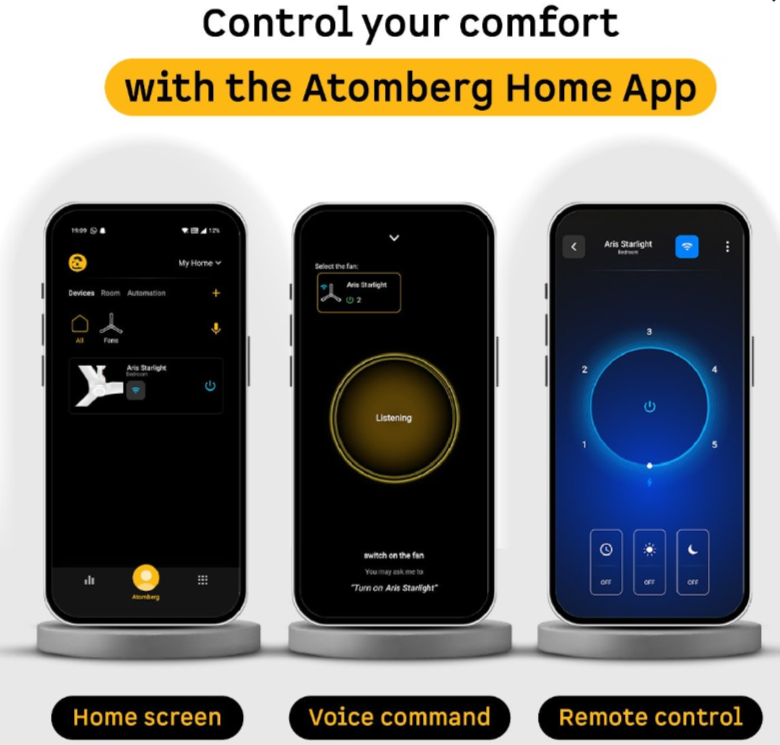 Control your comfort
with the Atomberg Home App
19:09
12%
My Home
Devices Room Automation
All Fans
Aris Starlight
Bedroom
Atomberg
Select the fan:
Aris Starlight
2
Listening
switch on the fan
You may ask me to
"Turn on Aris Starlight"
Aris Starlight
Bedroom
3
2 4
1 5
OFF OFF OFF
Home screen
Voice command
Remote control